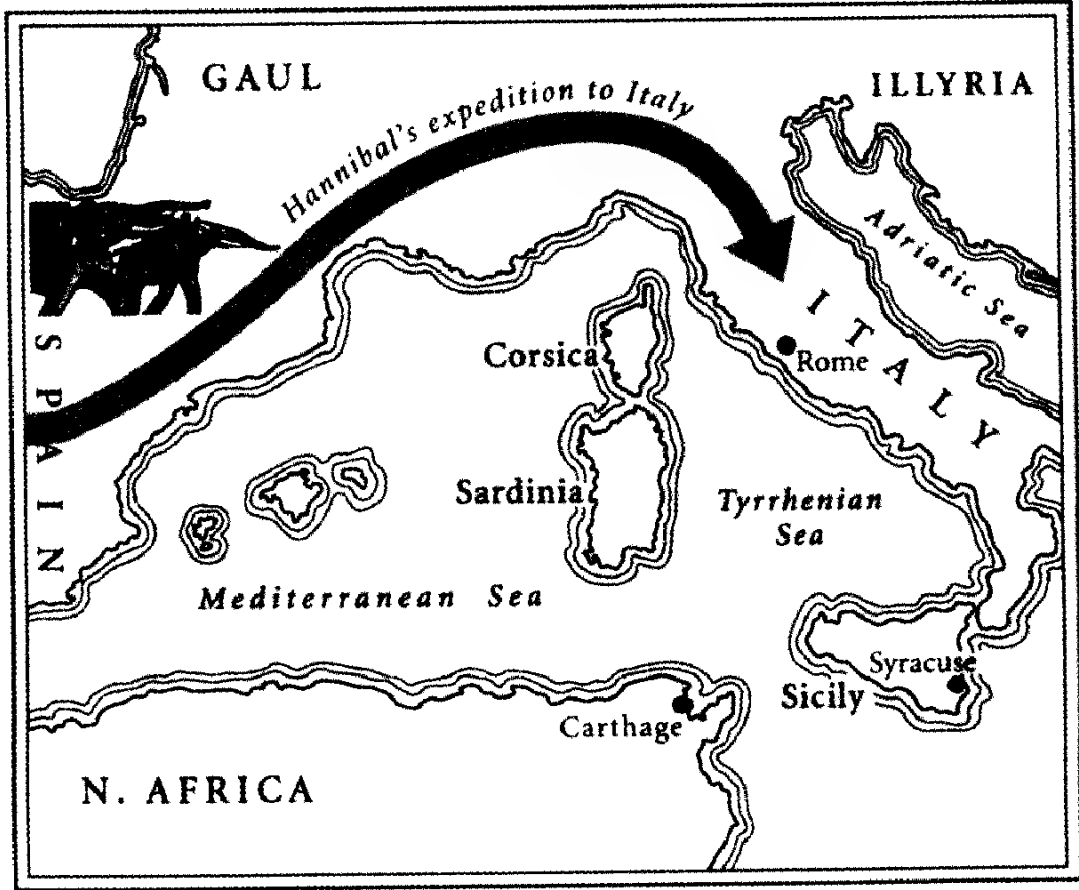 GAUL
ILLYRIA
Hannibal's expedition to Italy
Adriatic Sea
SPAIN
ITALY
Corsica
Rome
Sardinia
Tyrrhenian
Sea
Mediterranean Sea
Syracuse
Sicily
Carthage
N. AFRICA